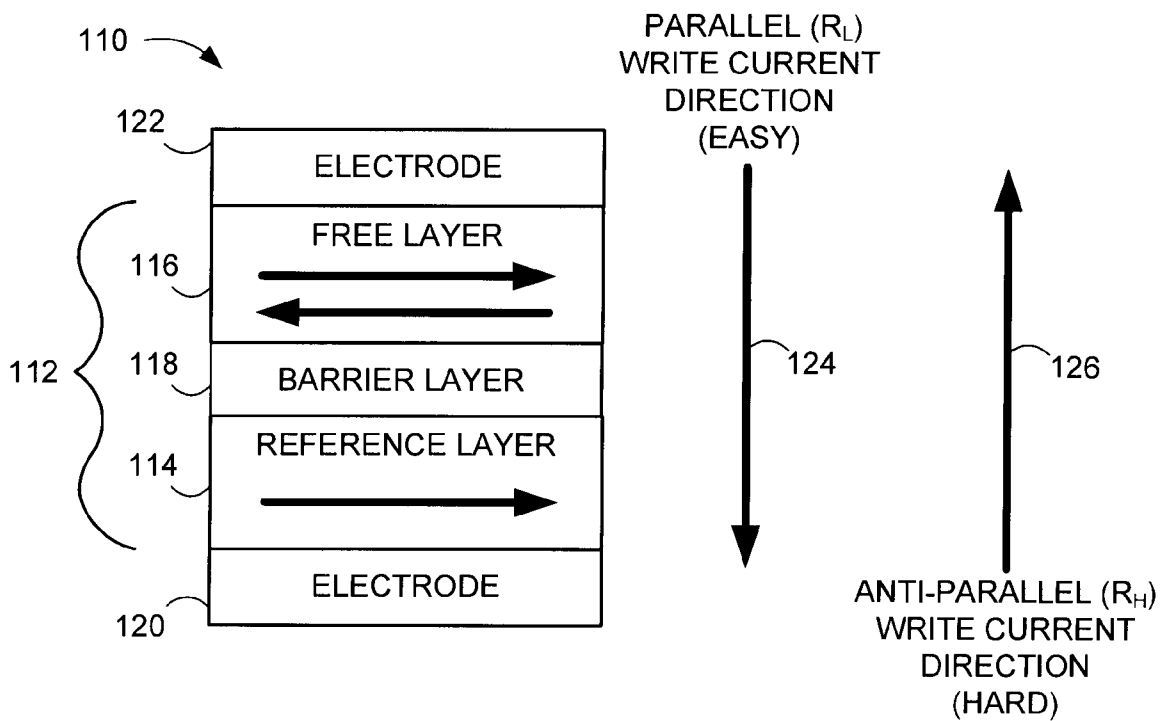 110
PARALLEL (RL)
WRITE CURRENT
DIRECTION
(EASY)
122
ELECTRODE
FREE LAYER
116
112
118
BARRIER LAYER
124
126
REFERENCE LAYER
114
ELECTRODE
120
ANTI-PARALLEL (RH)
WRITE CURRENT
DIRECTION
(HARD)